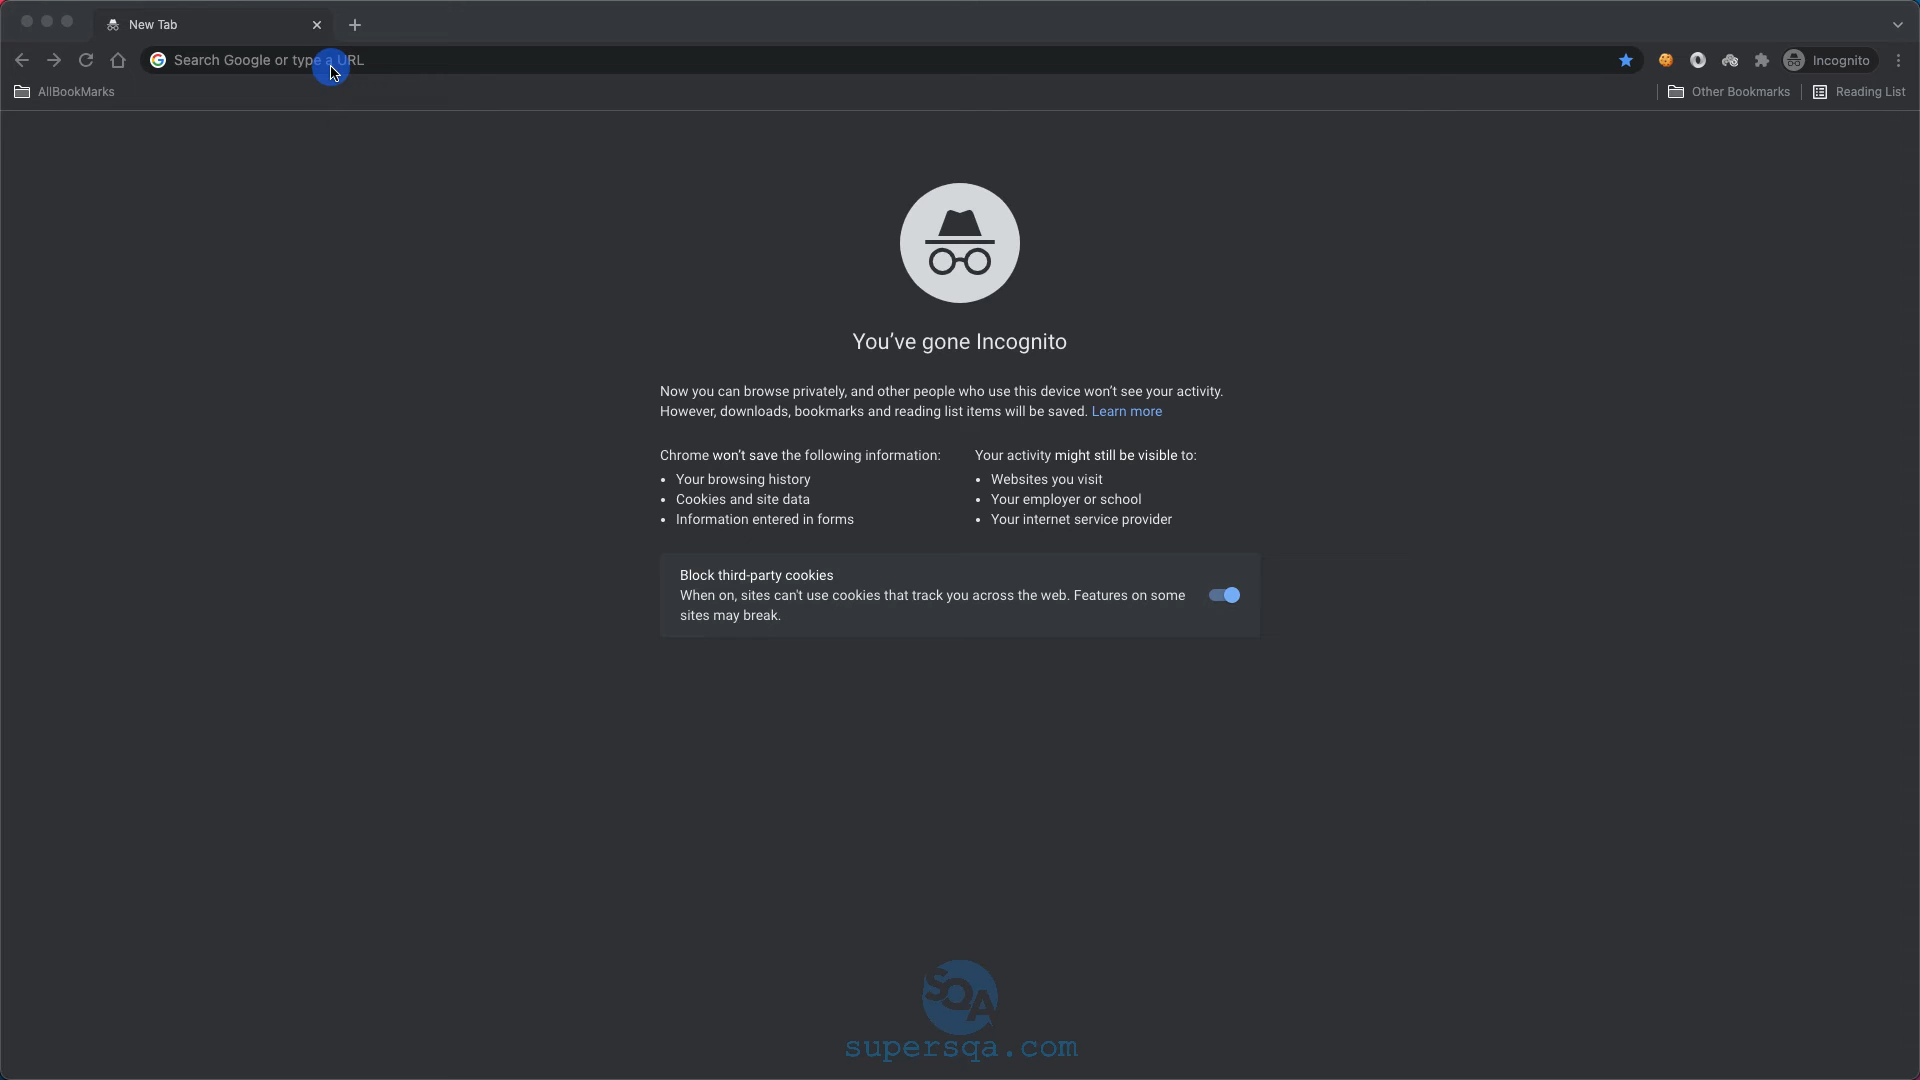 New Tab
Search Google or type a URL
Incognito
AllBookMarks
Other Bookmarks
Reading List
You've gone Incognito
Now you can browse privately, and other people who use this device won't see your activity.
However, downloads, bookmarks and reading list items will be saved. Learn more
Chrome won't save the following information:
Your browsing history
Cookies and site data
Information entered in forms
Your activity might still be visible to:
Websites you visit
Your employer or school
Your internet service provider
Block third-party cookies
When on, sites can't use cookies that track you across the web. Features on some
sites may break.
SQA
supersqa.com